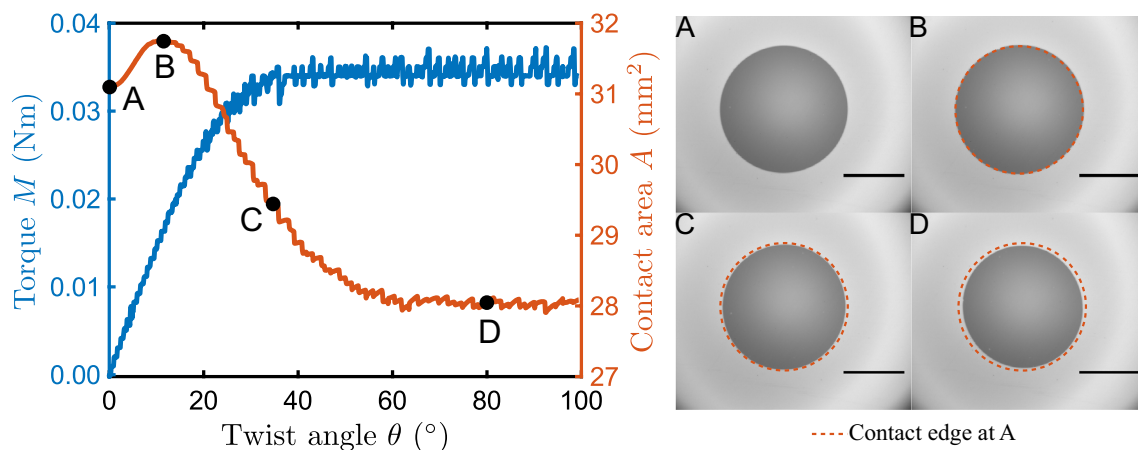 0.04
0.03
0.02
0.01
0.00
Torque M (Nm)
A
B
C
D
32
31
30
29
28
27
Contact area A (mm²)
0 20 40 60 80 100
Twist angle θ (°)
A B
C D
Contact edge at A